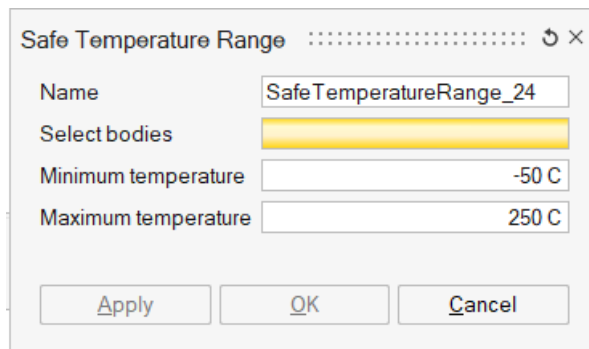 Safe Temperature Range
Name SafeTemperatureRange_24
Select bodies
Minimum temperature -50 C
Maximum temperature 250 C
Apply OK Cancel